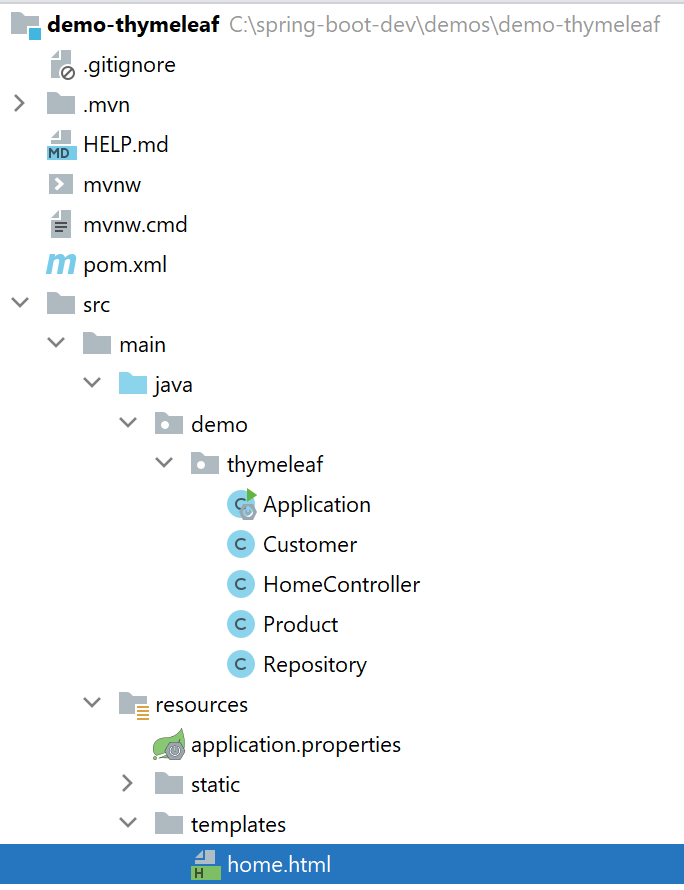 demo-thymeleaf C:\spring-boot-dev\demos\demo-thymeleaf
.gitignore
.mvn
MD HELP.md
mvnw
mvnw.cmd
m pom.xml
src
main
java
demo
thymeleaf
C Application
C Customer
C HomeController
C Product
C Repository
resources
application.properties
static
templates
H home.html